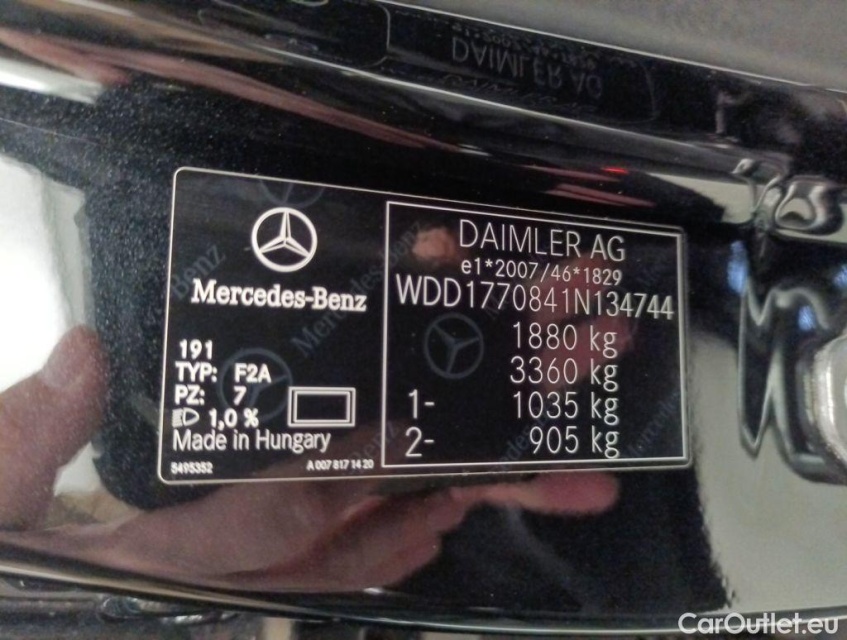 DAIMLER AG
Mercedes-Benz
191
TYP: F2A
PZ: 7
1,0 %
Made in Hungary
5495352
A 007 817 14 20
DAIMLER AG
e1*2007/46*1829
WDD1770841N134744
1880 kg
3360 kg
1- 1035 kg
2- 905 kg
CarOutlet.eu